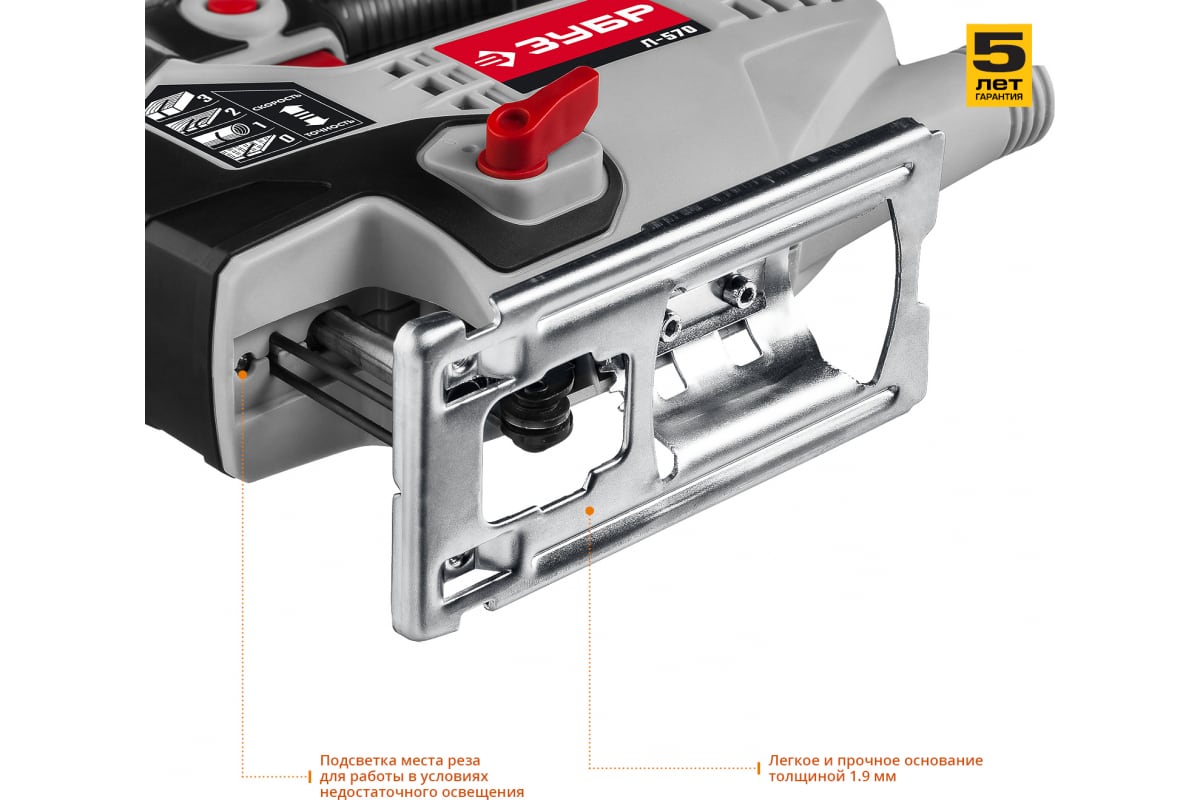 ЗУБР
Л-570
5
ЛЕТ
ГАРАНТИЯ
3
2
1
0
СКОРОСТЬ
ТОЧНОСТЬ
Подсветка места реза
для работы в условиях
недостаточного освещения
Легкое и прочное основание
толщиной 1.9 мм